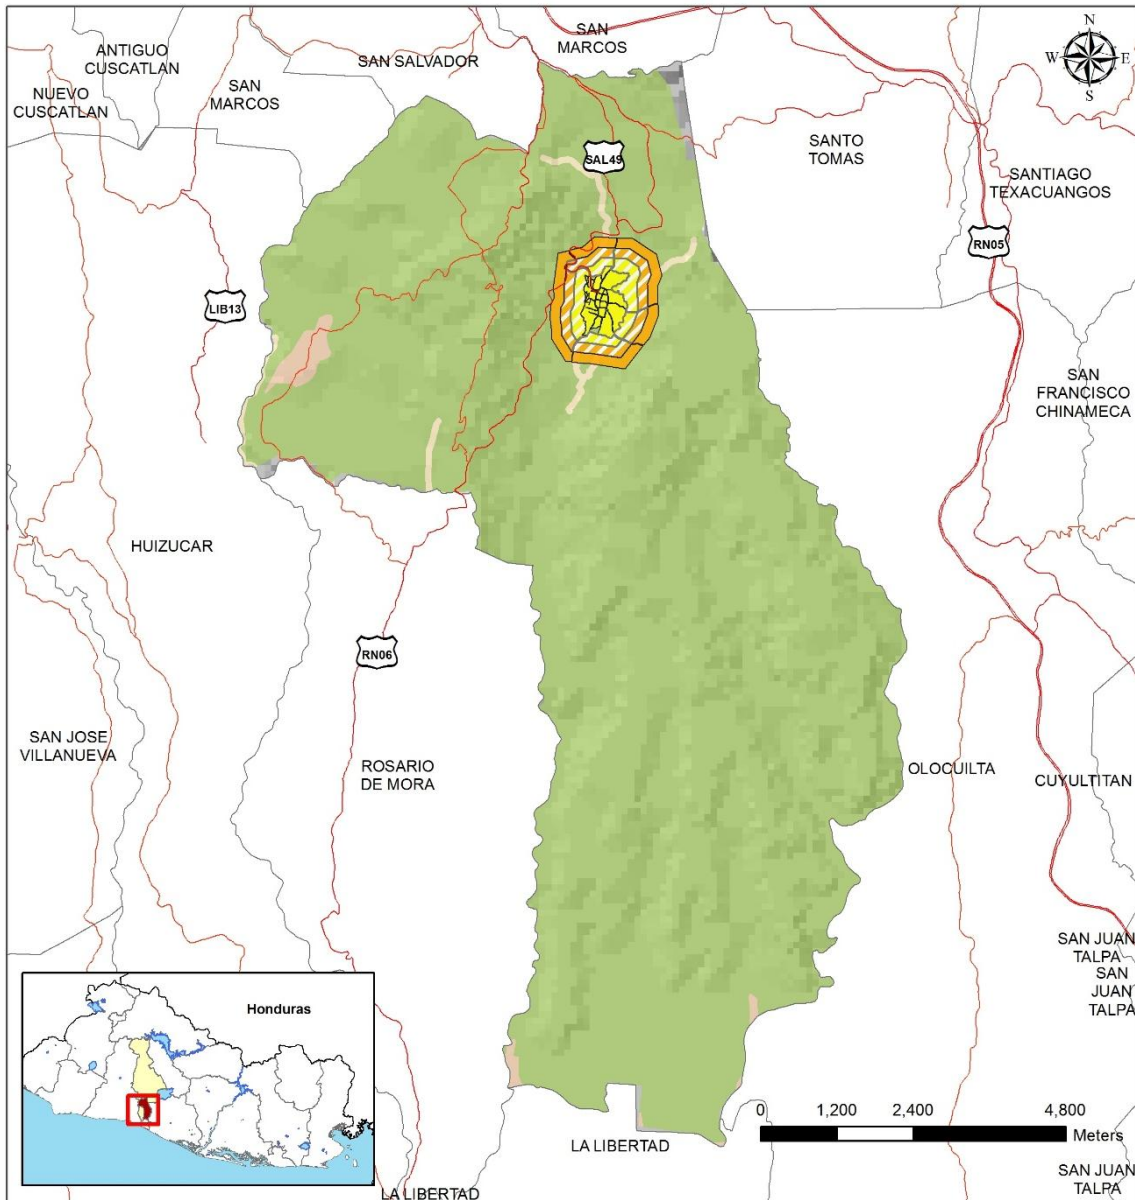 SAN
MARCOS
N
W E
S
ANTIGUO
CUSCATLAN
SAN SALVADOR
NUEVO
CUSCATLAN
SAN
MARCOS
SANTO
TOMAS
SAL49
SANTIAGO
TEXACUANGOS
RN05
LIB13
SAN
FRANCISCO
CHINAMECA
HUIZUCAR
RN06
SAN JOSE
VILLANUEVA
ROSARIO
DE MORA
OLOCUILTA
CUYULTITAN
SAN JUAN
TALPA
SAN
JUAN
TALPA
Honduras
0 1,200 2,400 4,800
Meters
LA LIBERTAD
SAN JUAN
TALPA
LA LIBERTAD